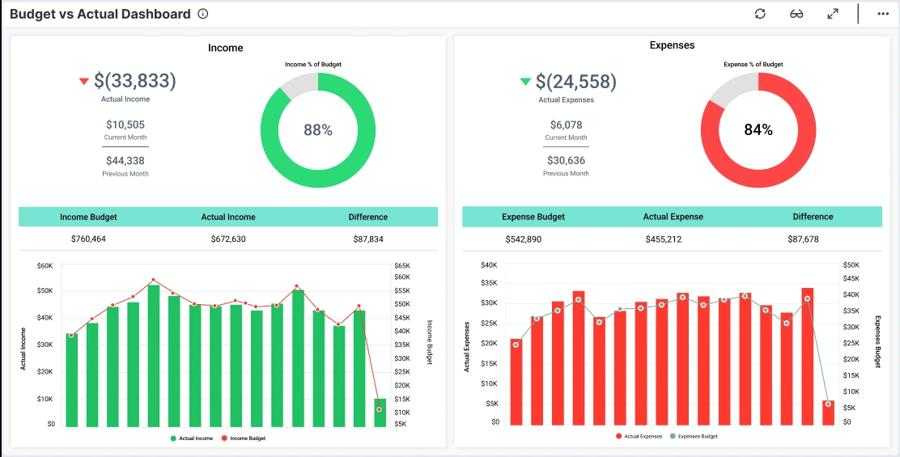 Budget vs Actual Dashboard
Income
$(33,833)
Actual Income
$10,505
Current Month
$44,338
Previous Month
Income % of Budget
88%
Income Budget Actual Income Difference
$760,464 $672,630 $87,834
$60K
$50K
$40K
$30K
$20K
$10K
$0
Actual Income
$65K
$60K
$55K
$50K
$45K
$40K
$35K
$30K
$25K
$20K
$15K
$10K
$5K
Income Budget
Actual Income Income Budget
Expenses
$(24,558)
Actual Expenses
$6,078
Current Month
$30,636
Previous Month
Expense % of Budget
84%
Expense Budget Actual Expense Difference
$542,890 $455,212 $87,678
$40K
$35K
$30K
$25K
$20K
$15K
$10K
$5K
$0
Actual Expenses
$50K
$45K
$40K
$35K
$30K
$25K
$20K
$15K
$10K
$5K
$0
Expenses Budget
Actual Expenses Expenses Budget